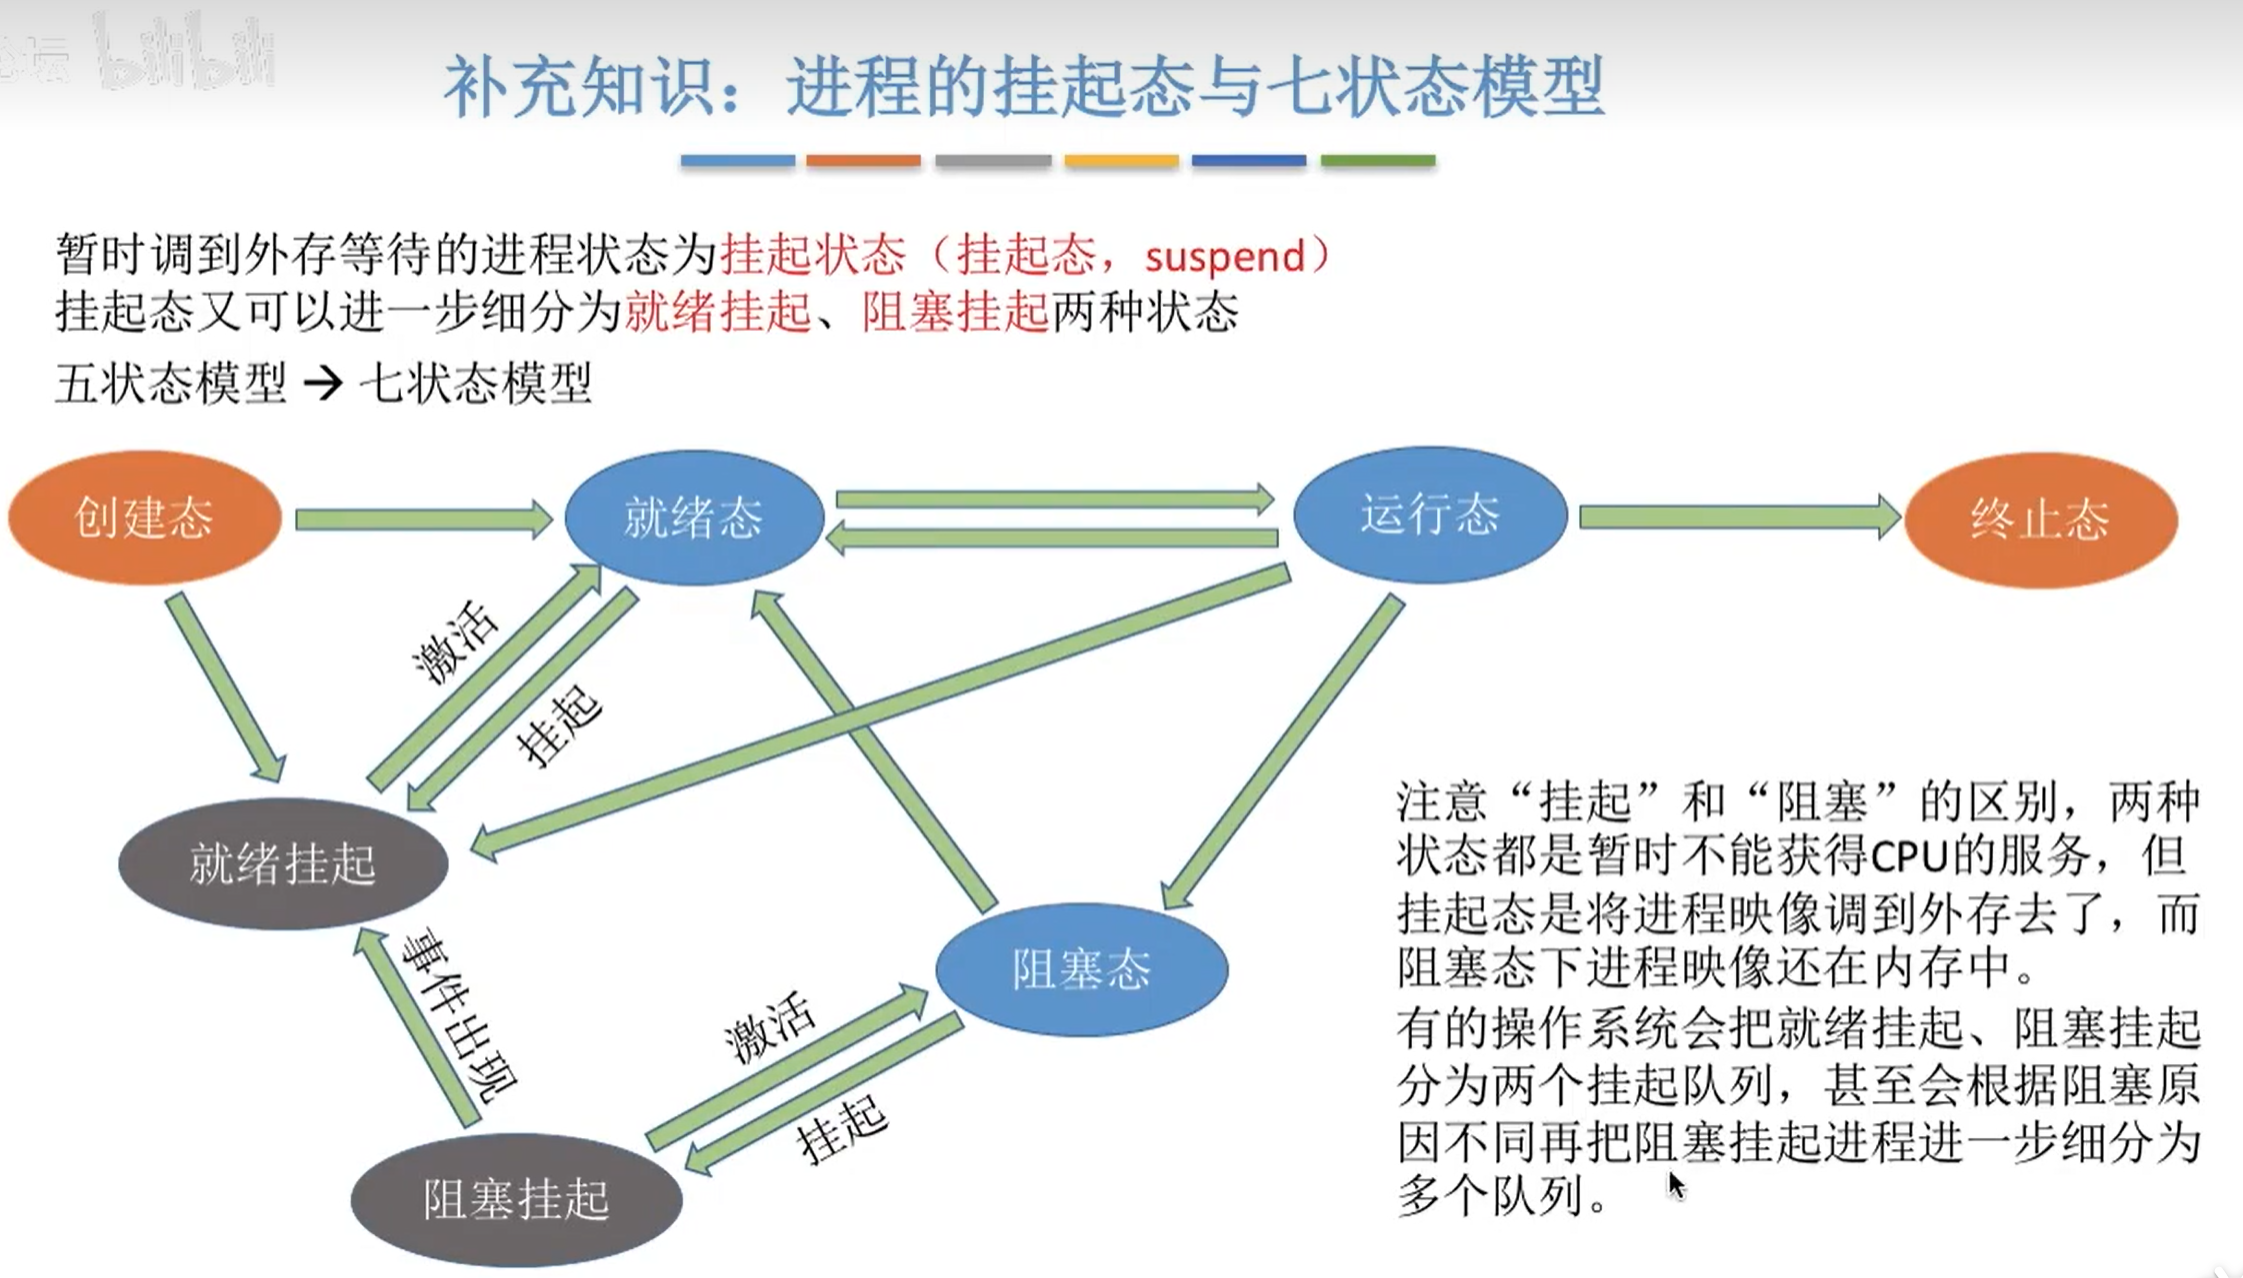 坛 bilibili
补充知识：进程的挂起态与七状态模型
暂时调到外存等待的进程状态为挂起状态（挂起态，suspend）
挂起态又可以进一步细分为就绪挂起、阻塞挂起两种状态
五状态模型 → 七状态模型
创建态
就绪态
运行态
终止态
激活
挂起
就绪挂起
事件出现
阻塞态
激活
挂起
阻塞挂起
注意“挂起”和“阻塞”的区别，两种
状态都是暂时不能获得CPU的服务，但
挂起态是将进程映像调到外存去了，而
阻塞态下进程映像还在内存中。
有的操作系统会把就绪挂起、阻塞挂起
分为两个挂起队列，甚至会根据阻塞原
因不同再把阻塞挂起进程进一步细分为
多个队列。